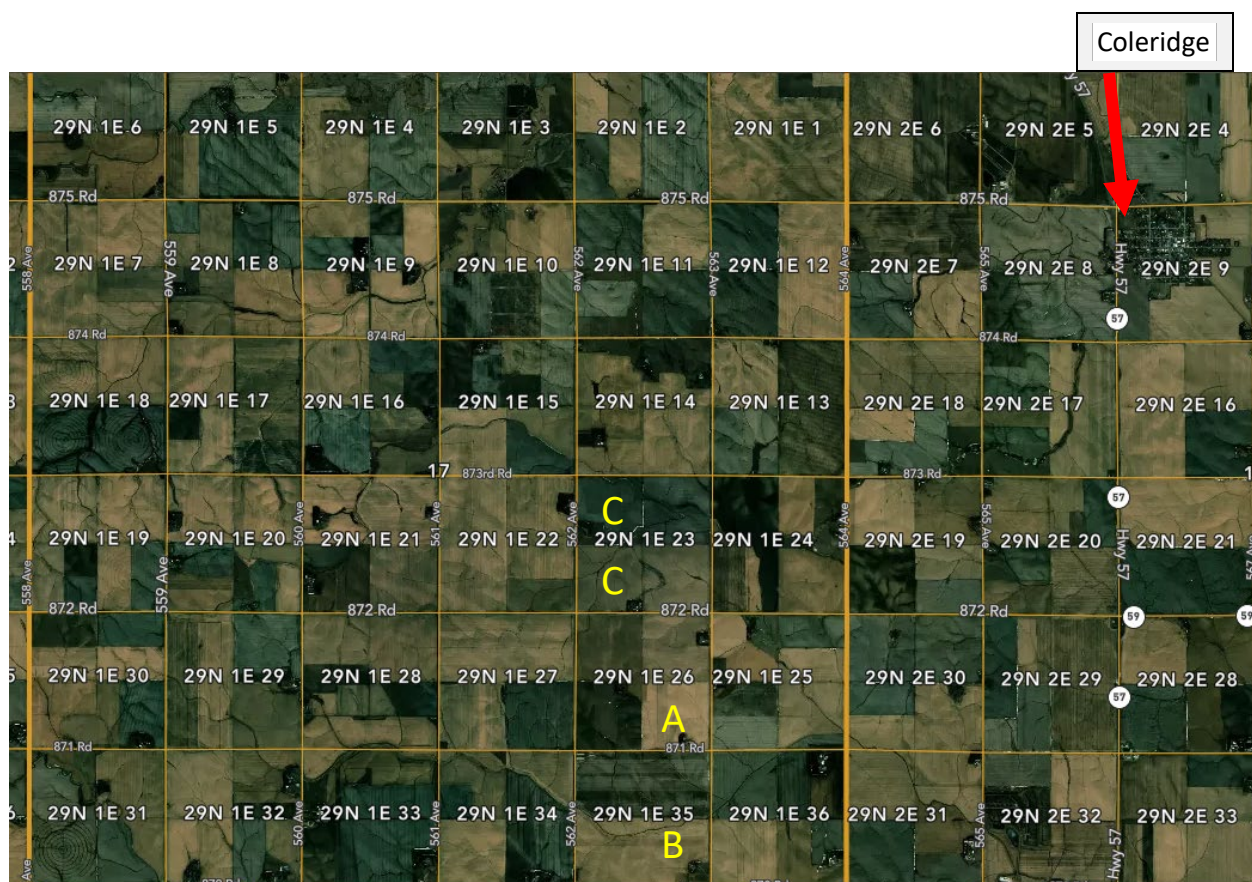 Coleridge
Hwy 57
29N 1E 6 29N 1E 5 29N 1E 4 29N 1E 3 29N 1E 2 29N 1E 1 29N 2E 6 29N 2E 5 29N 2E 4
875 Rd 875 Rd 875 Rd 875 Rd
558 Ave 559 Ave 562 Ave 563 Ave 564 Ave 565 Ave Hwy 57
29N 1E 7 29N 1E 8 29N 1E 9 29N 1E 10 29N 1E 11 29N 1E 12 29N 2E 7 29N 2E 8 29N 2E 9
57
874 Rd 874 Rd 874 Rd
29N 1E 18 29N 1E 17 29N 1E 16 29N 1E 15 29N 1E 14 29N 1E 13 29N 2E 18 29N 2E 17 29N 2E 16
17 873rd Rd 873 Rd 1
57
C
558 Ave 559 Ave 560 Ave 561 Ave 562 Ave 564 Ave 565 Ave Hwy 57 567 Ave
4 29N 1E 19 29N 1E 20 29N 1E 21 29N 1E 22 29N 1E 23 29N 1E 24 29N 2E 19 29N 2E 20 29N 2E 21
C
872 Rd 872 Rd 872 Rd 872 Rd
59 59
5 29N 1E 30 29N 1E 29 29N 1E 28 29N 1E 27 29N 1E 26 29N 1E 25 29N 2E 30 29N 2E 29 29N 2E 28
57
A
871 Rd 871 Rd
560 Ave 561 Ave 562 Ave 565 Ave Hwy 57
29N 1E 31 29N 1E 32 29N 1E 33 29N 1E 34 29N 1E 35 29N 1E 36 29N 2E 31 29N 2E 32 29N 2E 33
B
Ave